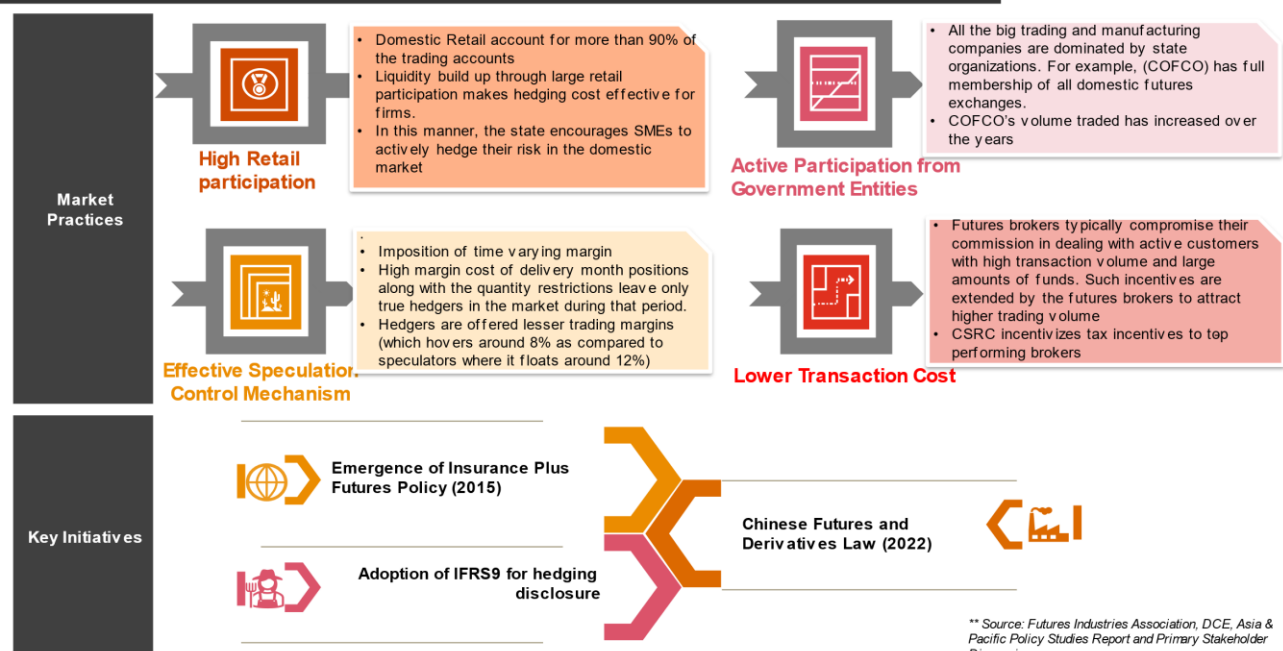 Market
Practices
• Domestic Retail account for more than 90% of
the trading accounts
• Liquidity build up through large retail
participation makes hedging cost effective for
firms.
• In this manner, the state encourages SMEs to
actively hedge their risk in the domestic
market
High Retail
participation
• All the big trading and manufacturing
companies are dominated by state
organizations. For example, (COFCO) has full
membership of all domestic futures
exchanges.
• COFCO's volume traded has increased over
the years
Active Participation from
Government Entities
.
• Imposition of time varying margin
• High margin cost of delivery month positions
along with the quantity restrictions leave only
true hedgers in the market during that period.
• Hedgers are offered lesser trading margins
(which hovers around 8% as compared to
speculators where it floats around 12%)
Effective Speculation
Control Mechanism
• Futures brokers typically compromise their
commission in dealing with active customers
with high transaction volume and large
amounts of funds. Such incentives are
extended by the futures brokers to attract
higher trading volume
• CSRC incentivizes tax incentives to top
performing brokers
Lower Transaction Cost
Key Initiatives
Emergence of Insurance Plus
Futures Policy (2015)
Chinese Futures and
Derivatives Law (2022)
Adoption of IFRS9 for hedging
disclosure
** Source: Futures Industries Association, DCE, Asia &
Pacific Policy Studies Report and Primary Stakeholder